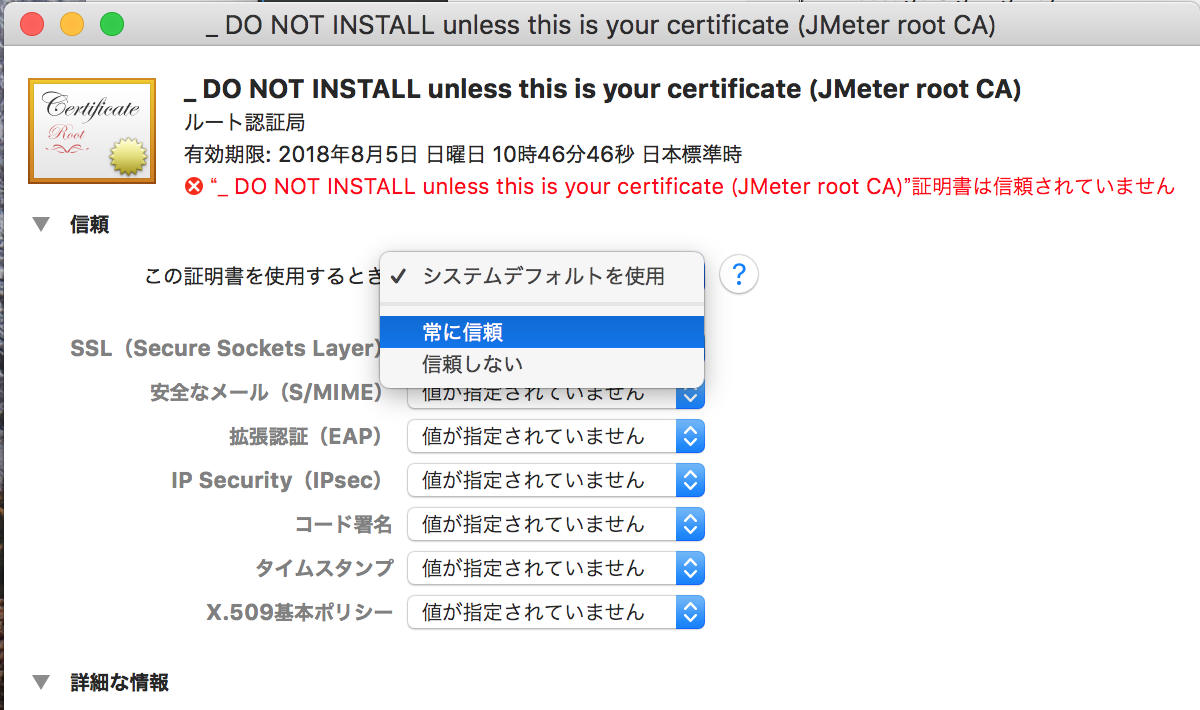 _ DO NOT INSTALL unless this is your certificate (JMeter root CA)
Certificate
Root
_ DO NOT INSTALL unless this is your certificate (JMeter root CA)
ルート認証局
有効期限: 2018年8月5日 日曜日 10時46分46秒 日本標準時
“_ DO NOT INSTALL unless this is your certificate (JMeter root CA)”証明書は信頼されていません
信頼
この証明書を使用するとき ✓ システムデフォルトを使用 ?
常に信頼
SSL（Secure Sockets Layer）
信頼しない
安全なメール（S/MIME） 値が指定されていません
拡張認証（EAP） 値が指定されていません
IP Security（IPsec） 値が指定されていません
コード署名 値が指定されていません
タイムスタンプ 値が指定されていません
X.509基本ポリシー 値が指定されていません
詳細な情報